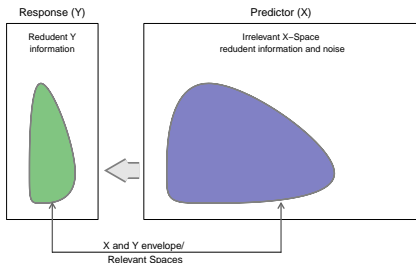 Response (Y)
Predictor (X)
Redudent Y
information
Irrelevant X−Space
redudent information and noise
X and Y envelope/
Relevant Spaces